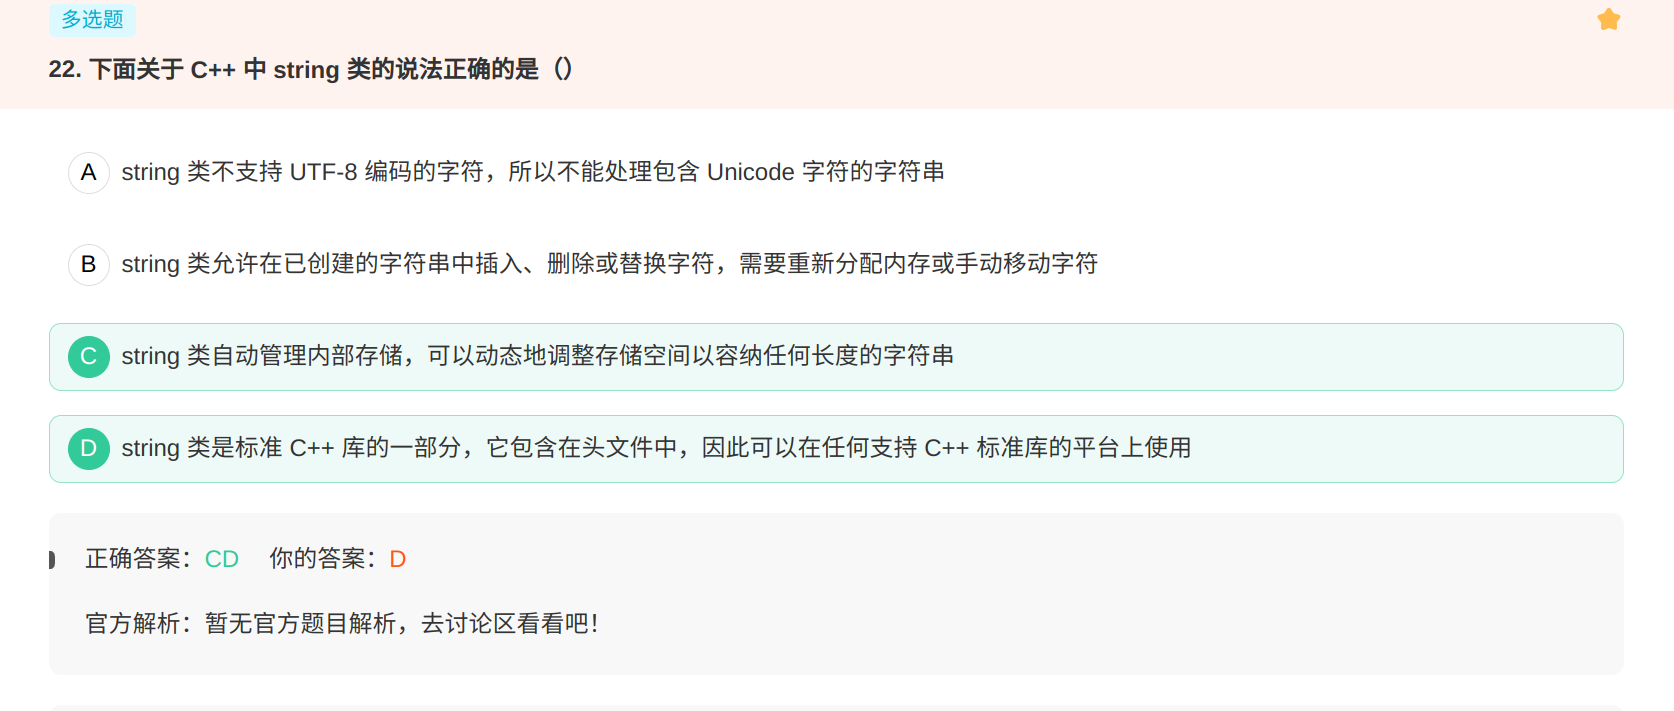 多选题
22. 下面关于 C++ 中 string 类的说法正确的是（）
A string 类不支持 UTF-8 编码的字符，所以不能处理包含 Unicode 字符的字符串
B string 类允许在已创建的字符串中插入、删除或替换字符，需要重新分配内存或手动移动字符
C string 类自动管理内部存储，可以动态地调整存储空间以容纳任何长度的字符串
D string 类是标准 C++ 库的一部分，它包含在头文件中，因此可以在任何支持 C++ 标准库的平台上使用
正确答案：CD 你的答案：D
官方解析：暂无官方题目解析，去讨论区看看吧！